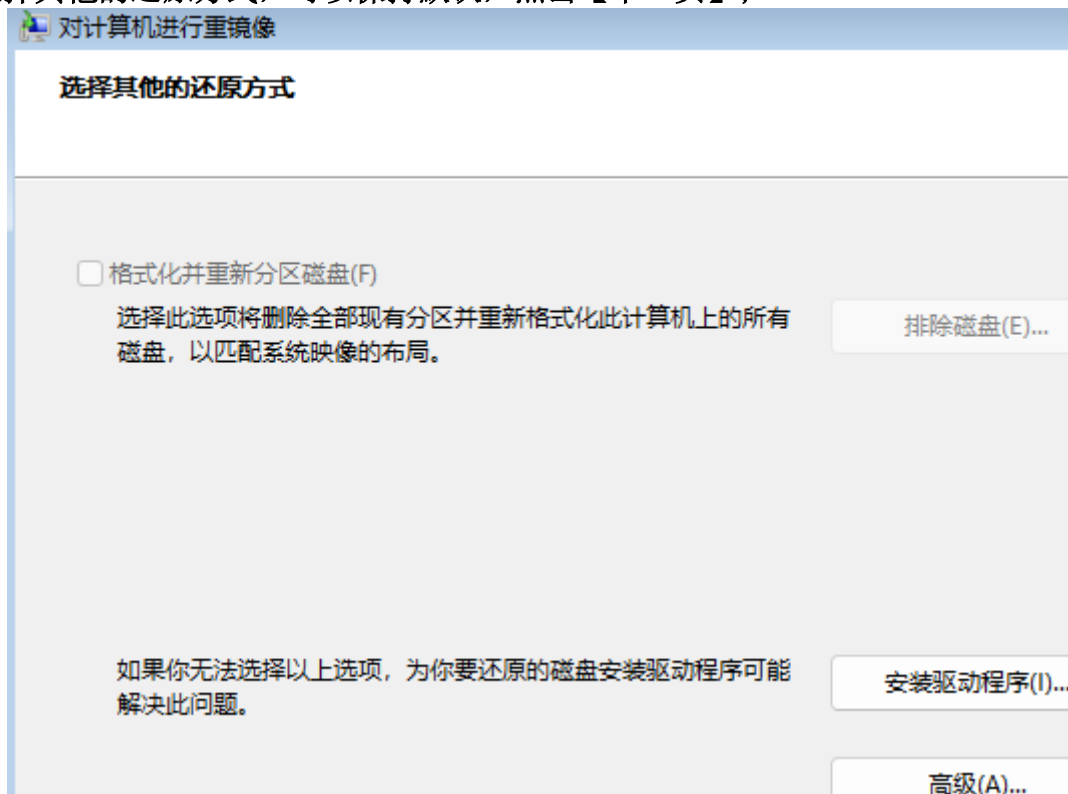 对计算机进行重镜像
选择其他的还原方式
格式化并重新分区磁盘(F)
选择此选项将删除全部现有分区并重新格式化此计算机上的所有
磁盘，以匹配系统映像的布局。
排除磁盘(E)...
如果你无法选择以上选项，为你要还原的磁盘安装驱动程序可能
解决此问题。
安装驱动程序(I)...
高级(A)...